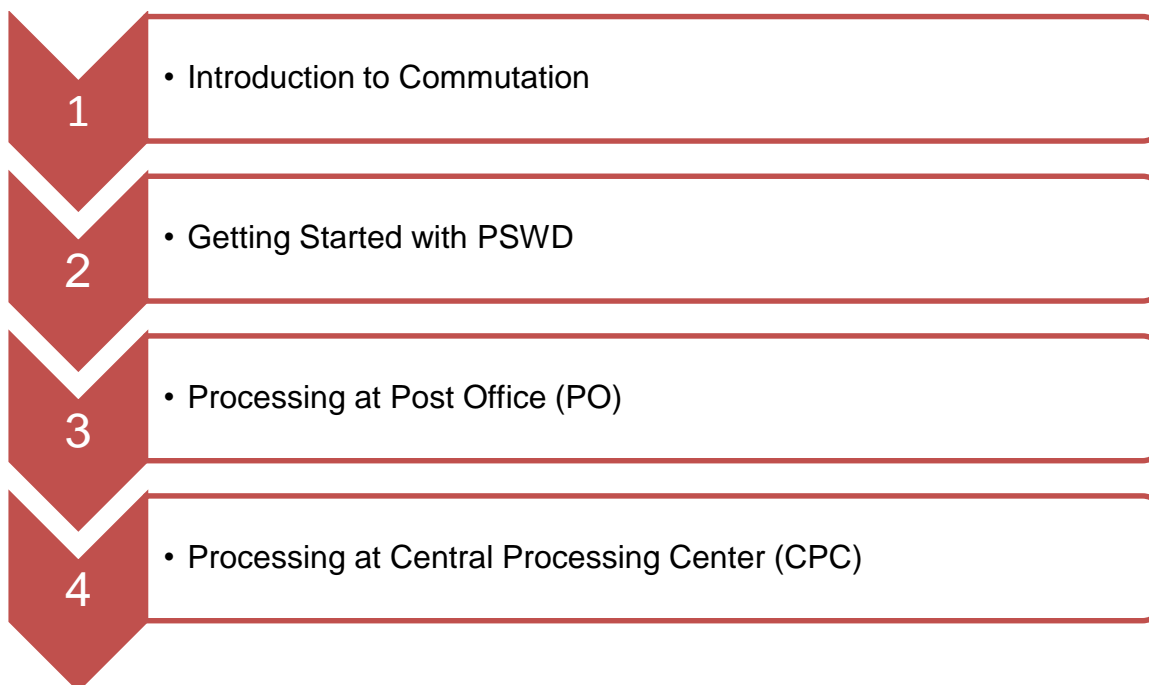 1
• Introduction to Commutation
2
• Getting Started with PSWD
3
• Processing at Post Office (PO)
4
• Processing at Central Processing Center (CPC)